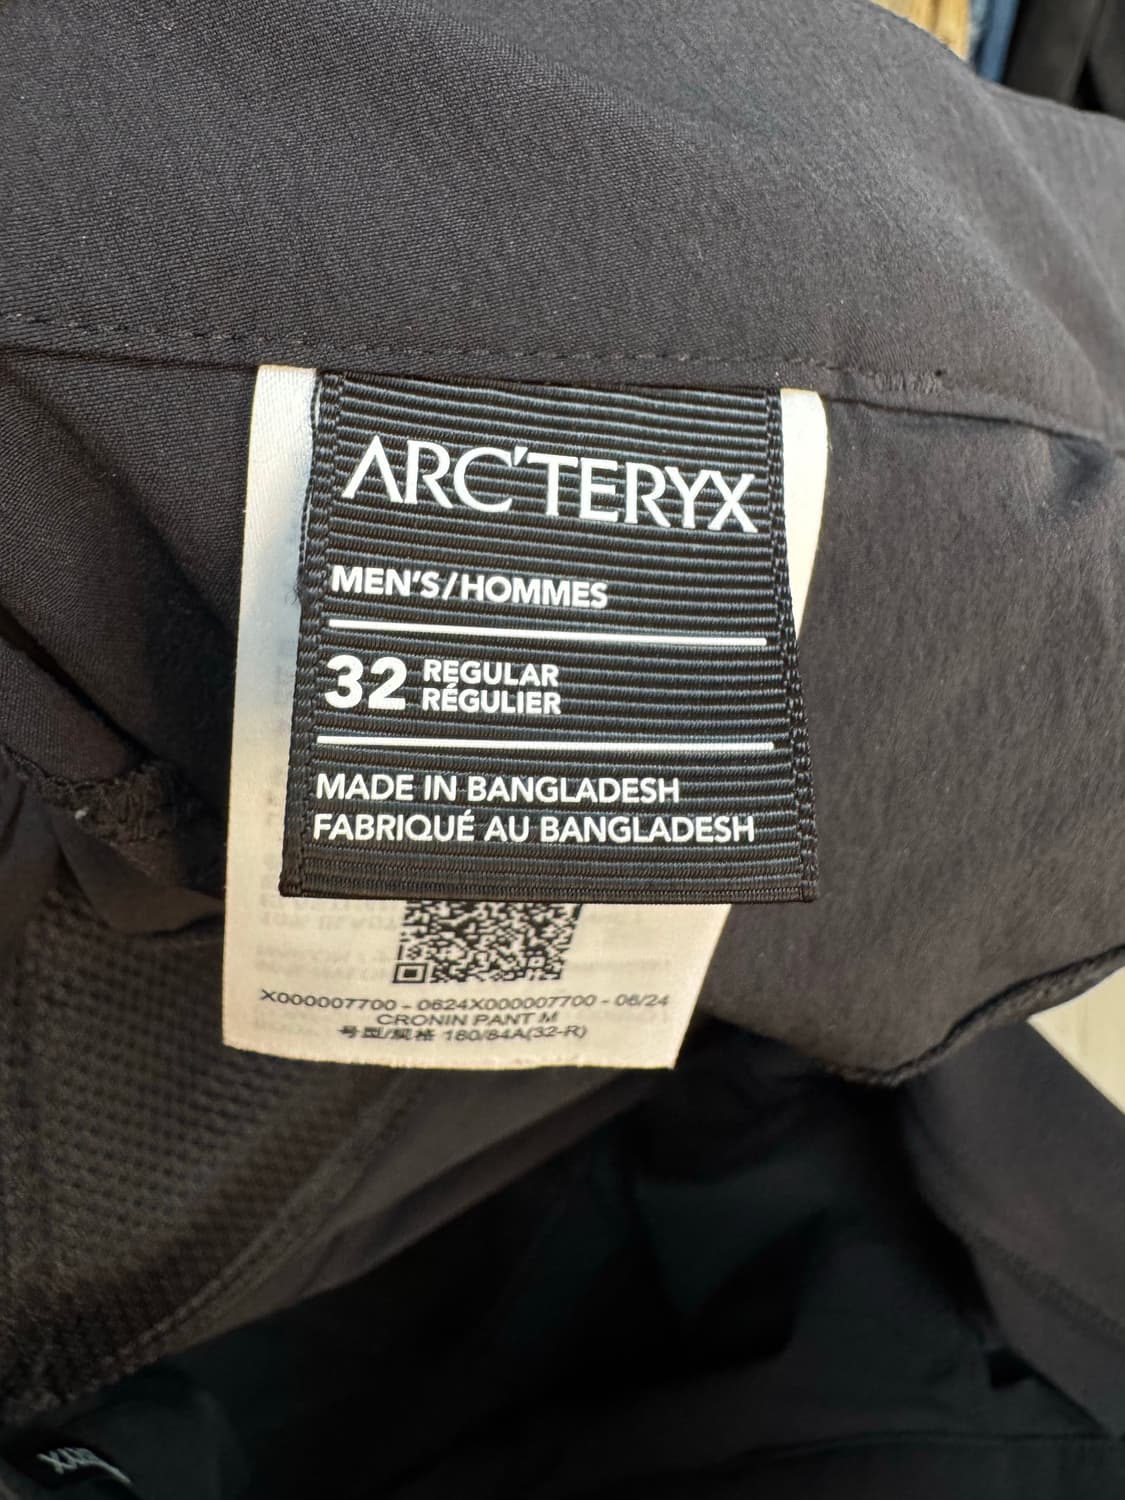 ARC'TERYX
MEN'S/HOMMES
32 REGULAR
RÉGULIER
MADE IN BANGLADESH
FABRIQUÉ AU BANGLADESH
X000007700 - 0624X000007700 - 06/24
CRONIN PANT M
号型/规格 180/84A(32-R)